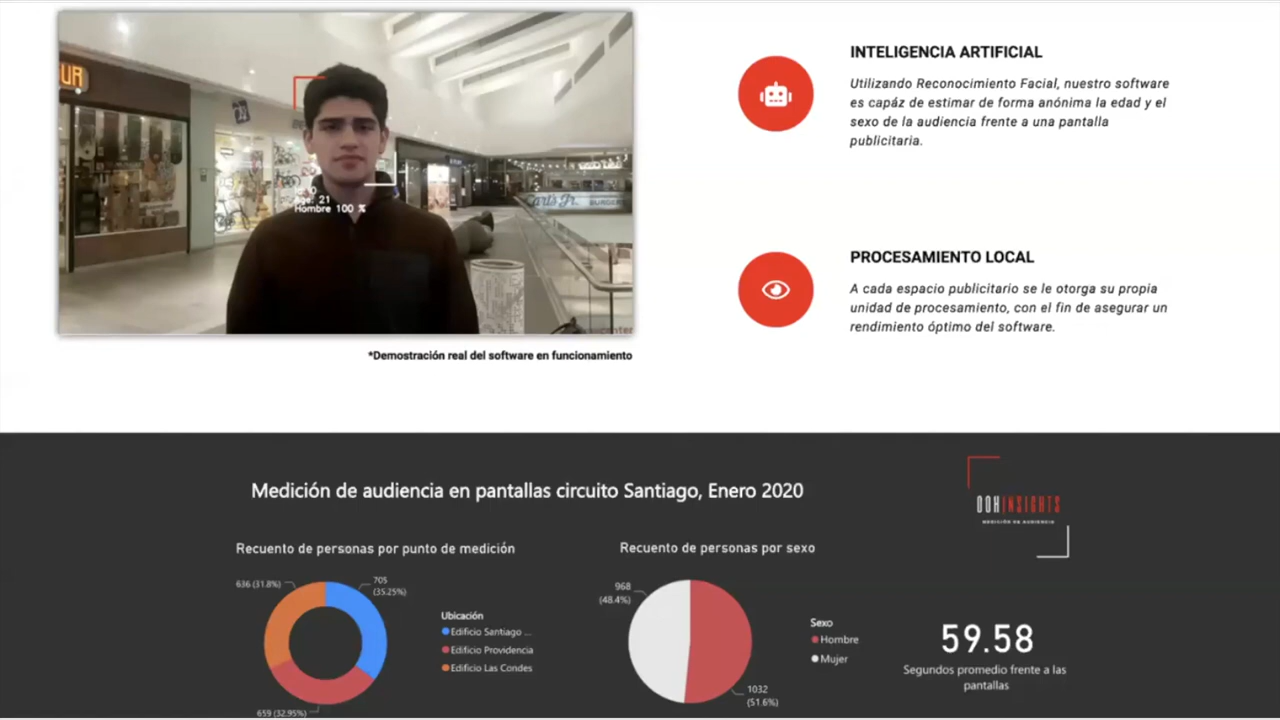 UR
Age: 21
Hombre 100 %
Carl's Jr.
BURGERS
*Demostración real del software en funcionamiento
INTELIGENCIA ARTIFICIAL
Utilizando Reconocimiento Facial, nuestro software
es capáz de estimar de forma anónima la edad y el
sexo de la audiencia frente a una pantalla
publicitaria.
PROCESAMIENTO LOCAL
A cada espacio publicitario se le otorga su propia
unidad de procesamiento, con el fin de asegurar un
rendimiento óptimo del software.
Medición de audiencia en pantallas circuito Santiago, Enero 2020
OOH INSIGHTS
MEDICIÓN DE AUDIENCIA
Recuento de personas por punto de medición
636 (31.8%)
705
(35.25%)
659 (32.95%)
Ubicación
Edificio Santiago ...
Edificio Providencia
Edificio Las Condes
Recuento de personas por sexo
968
(48.4%)
1032
(51.6%)
Sexo
Hombre
Mujer
59.58
Segundos promedio frente a las
pantallas